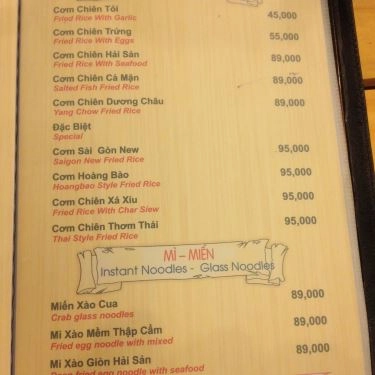 Cơm Chiên Tỏi 45,000
Fried Rice With Garlic
Cơm Chiên Trứng 55,000
Fried Rice With Eggs
Cơm Chiên Hải Sản 89,000
Fried Rice With Seafood
Cơm Chiên Cá Mặn 89,000
Salted Fish Fried Rice
Cơm Chiên Dương Châu 89,000
Yang Chow Fried Rice
Đặc Biệt
Special
Cơm Sài Gòn New 95,000
Saigon New Fried Rice
Cơm Hoàng Bào 95,000
Hoangbao Style Fried Rice
Cơm Chiên Xá Xíu 95,000
Fried Rice With Char Siew
Cơm Chiên Thơm Thái 95,000
Thai Style Fried Rice
MÌ – MIẾN
Instant Noodles - Glass Noodles
Miến Xào Cua 89,000
Crab glass noodles
Mì Xào Mềm Thập Cẩm 89,000
Fried egg noodle with mixed
Mì Xào Giòn Hải Sản 89,000
Deep fried egg noodle with seafood